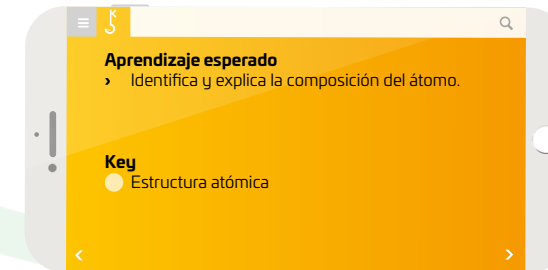 Aprendizaje esperado
› Identifica y explica la composición del átomo.
Key
Estructura atómica